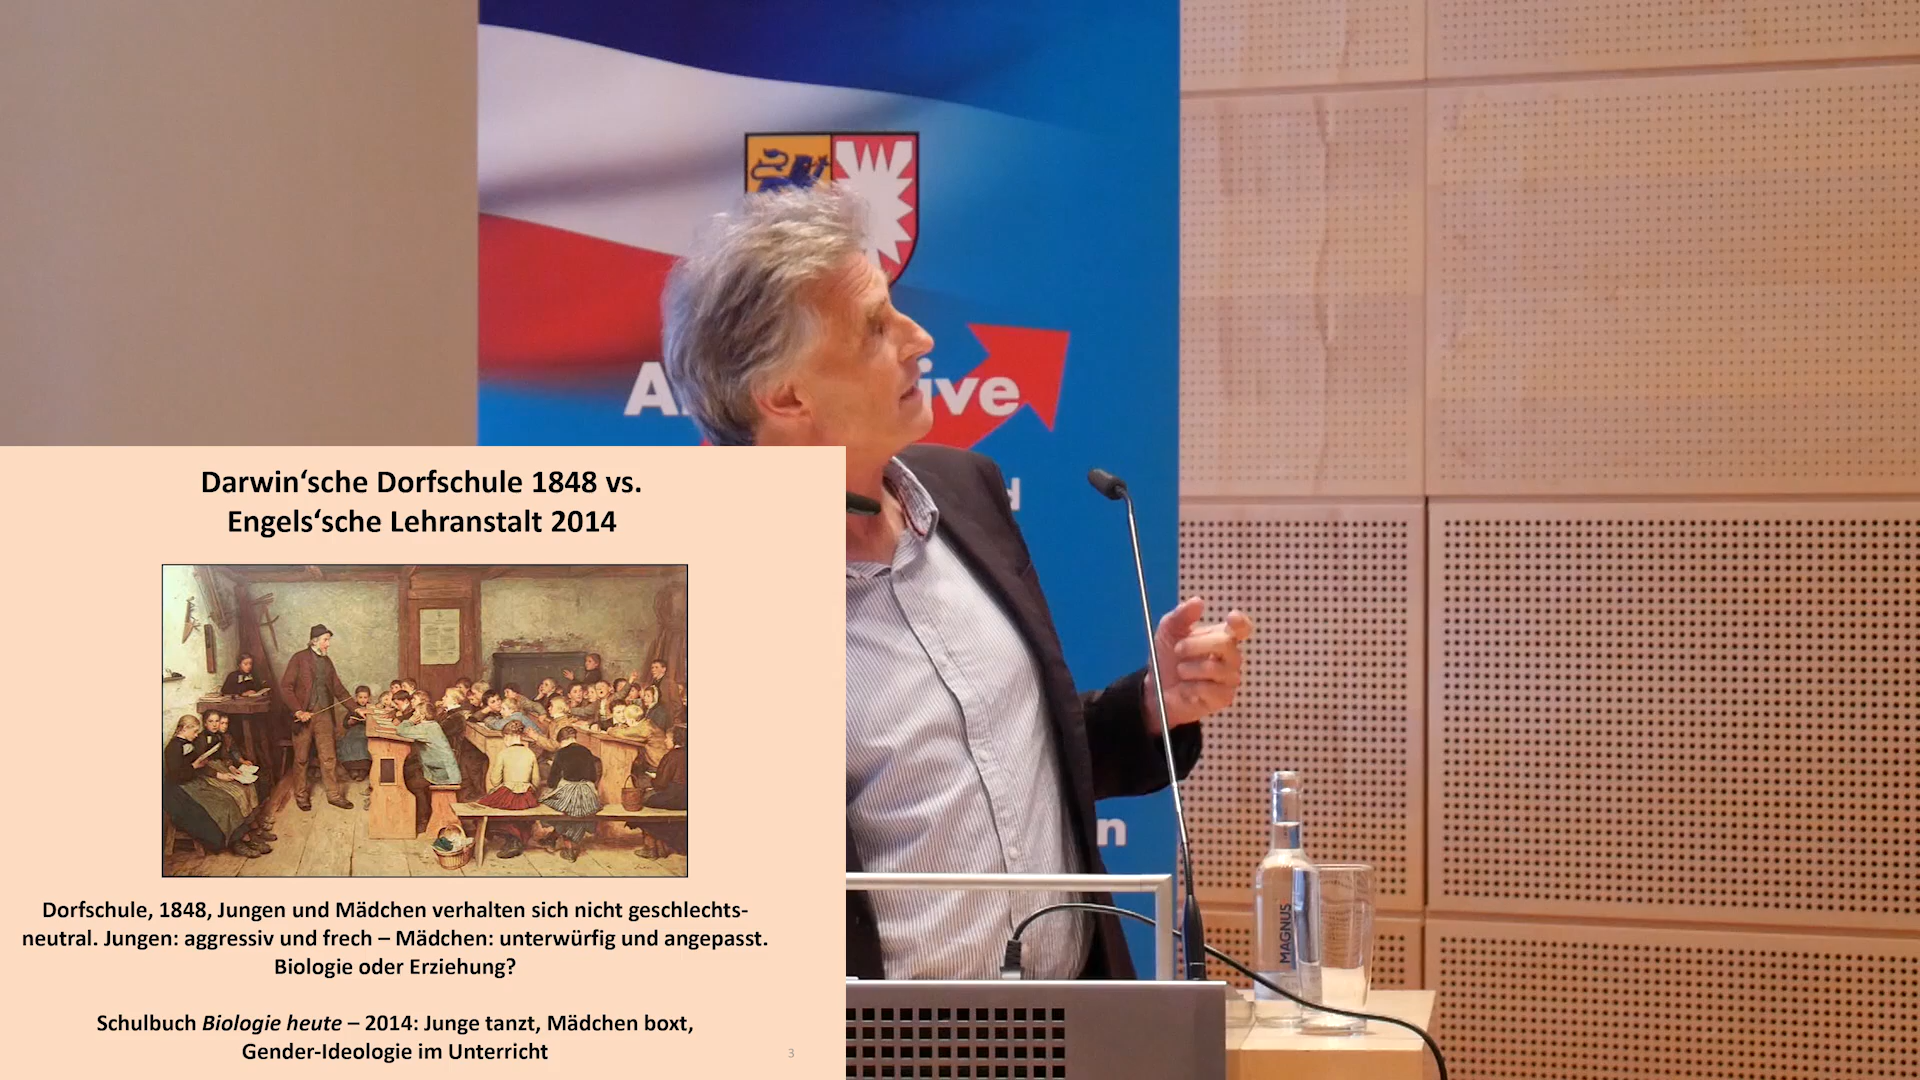 ive
Darwin‘sche Dorfschule 1848 vs.
Engels‘sche Lehranstalt 2014
Dorfschule, 1848, Jungen und Mädchen verhalten sich nicht geschlechts-
neutral. Jungen: aggressiv und frech – Mädchen: unterwürfig und angepasst.
Biologie oder Erziehung?
Schulbuch Biologie heute – 2014: Junge tanzt, Mädchen boxt,
Gender-Ideologie im Unterricht
3
MAGNUS